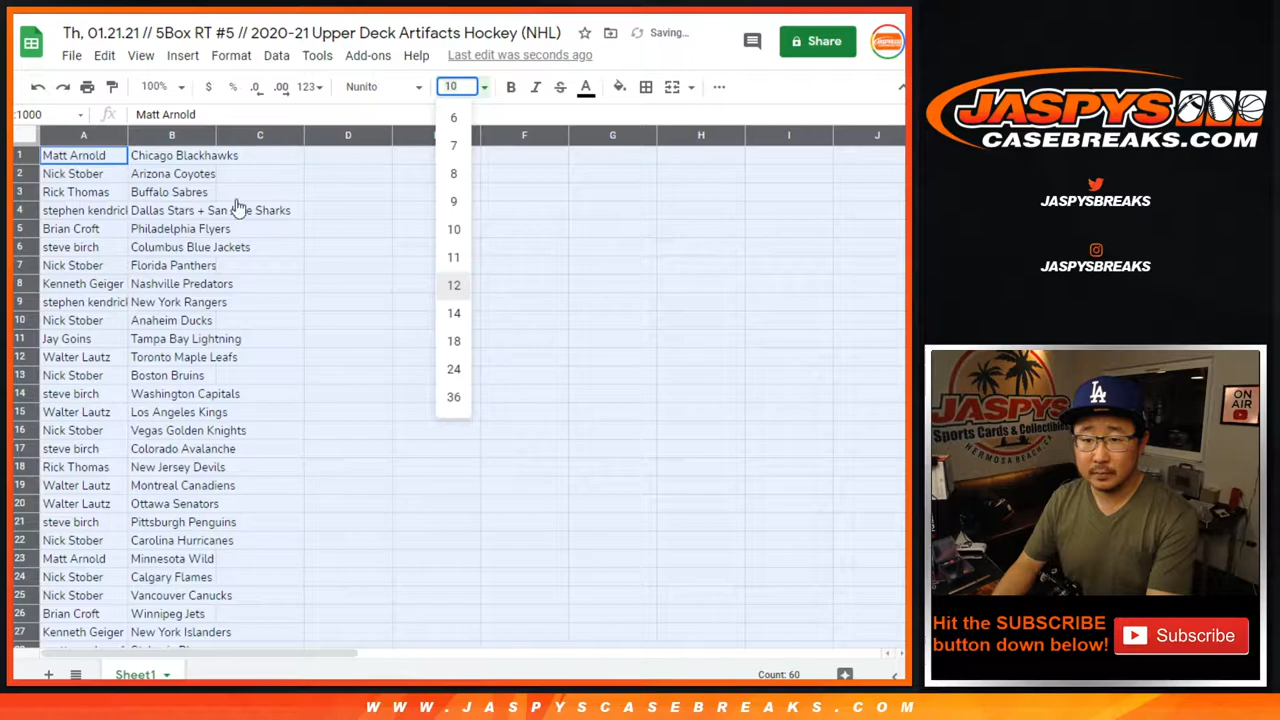 Th, 01.21.21 // 5Box RT #5 // 2020-21 Upper Deck Artifacts Hockey (NHL)
Saving...
File Edit View Insert Format Data Tools Add-ons Help Last edit was seconds ago
Share
100% $ % .0 .00 123 Nunito 10 B I S A
:1000 fx Matt Arnold
A B C D F G H I J
1 Matt Arnold Chicago Blackhawks
2 Nick Stober Arizona Coyotes
3 Rick Thomas Buffalo Sabres
4 stephen kendrick Dallas Stars + San Sharks
5 Brian Croft Philadelphia Flyers
6 steve birch Columbus Blue Jackets
7 Nick Stober Florida Panthers
8 Kenneth Geiger Nashville Predators
9 stephen kendrick New York Rangers
10 Nick Stober Anaheim Ducks
11 Jay Goins Tampa Bay Lightning
12 Walter Lautz Toronto Maple Leafs
13 Nick Stober Boston Bruins
14 steve birch Washington Capitals
15 Walter Lautz Los Angeles Kings
16 Nick Stober Vegas Golden Knights
17 steve birch Colorado Avalanche
18 Rick Thomas New Jersey Devils
19 Walter Lautz Montreal Canadiens
20 Walter Lautz Ottawa Senators
21 steve birch Pittsburgh Penguins
22 Nick Stober Carolina Hurricanes
23 Matt Arnold Minnesota Wild
24 Nick Stober Calgary Flames
25 Nick Stober Vancouver Canucks
26 Brian Croft Winnipeg Jets
27 Kenneth Geiger New York Islanders
6
7
8
9
10
11
12
14
18
24
36
Sheet1
Count: 60
JASPYS
CASEBREAKS.COM
JASPYSBREAKS
JASPYSBREAKS
JASPYS
Sports Cards & Collectibles
HERMOSA BEACH
LA
ON
AIR
Hit the SUBSCRIBE
button down below!
Subscribe
WWW.JASPYSCASEBREAKS.COM